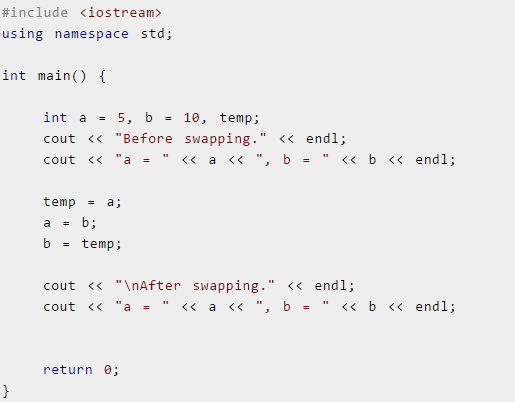 #include <iostream>
using namespace std;
int main() {
int a = 5, b = 10, temp;
cout << "Before swapping." << endl;
cout << "a = " << a << ", b = " << b << endl;
temp = a;
a = b;
b = temp;
cout << "\nAfter swapping." << endl;
cout << "a = " << a << ", b = " << b << endl;
return 0;
}